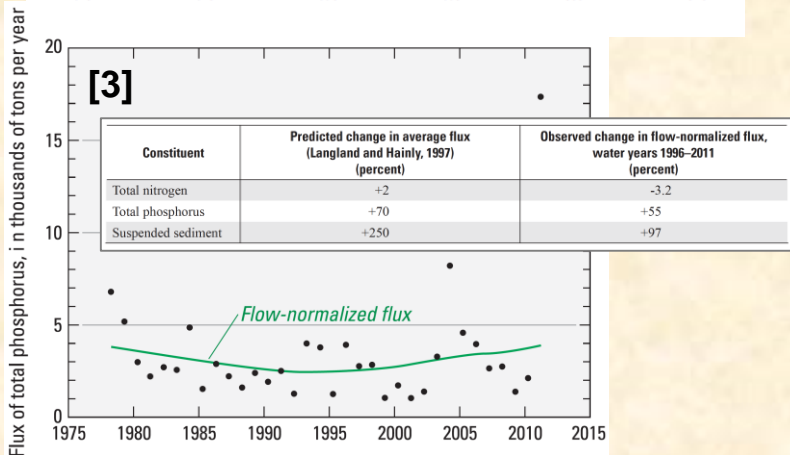 Flux of total phosphorus, i n thousands of tons per year
20
15
10
5
0
[3]
Constituent
Predicted change in average flux
(Langland and Hainly, 1997)
(percent)
Observed change in flow-normalized flux,
water years 1996–2011
(percent)
Total nitrogen +2 -3.2
Total phosphorus +70 +55
Suspended sediment +250 +97
Flow-normalized flux
1975 1980 1985 1990 1995 2000 2005 2010 2015